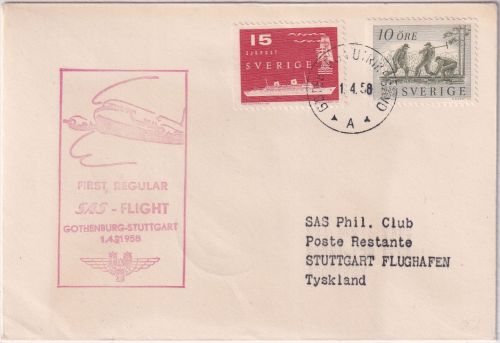 15
SJÖPOST
SVERIGE
10 ÖRE
SVERIGE
1.4.58
A
FIRST REGULAR
SAS - FLIGHT
GOTHENBURG-STUTTGART
1.4.1958
SAS Phil. Club
Poste Restante
STUTTGART FLUGHAFEN
Tyskland